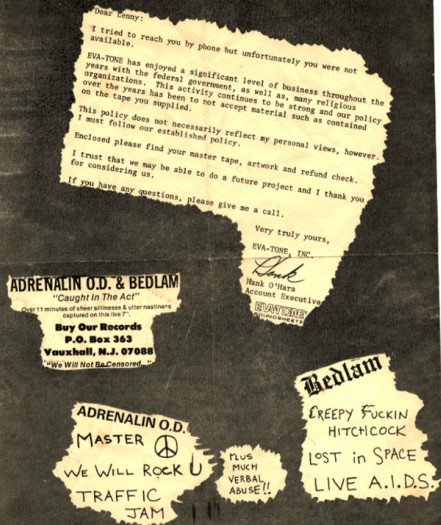 Dear Lenny:
I tried to reach you by phone but unfortunately you were not
available.
EVA-TONE has enjoyed a significant level of business throughout the
years with the federal government, as well as, many religious
organizations. This activity continues to be strong and our policy
over the years has been to not accept material such as contained
on the tape you supplied.
This policy does not necessarily reflect my personal views, however,
I must follow our established policy.
Enclosed please find your master tape, artwork and refund check.
I trust that we may be able to do a future project and I thank you
for considering us.
If you have any questions, please give me a call.
Very truly yours,
EVA-TONE, INC.
Hank
Hank O'Hara
Account Executive
EVATONE
SOUNDSHEETS
ADRENALIN O.D. & BEDLAM
"Caught In The Act"
Over 11 minutes of sheer silliness & utter nastiness
captured on this live 7".
Buy Our Records
P.O. Box 363
Vauxhall, N.J. 07088
"We Will Not Be Censored..."
ADRENALIN O.D.
MASTER
WE WILL ROCK U
TRAFFIC
JAM
PLUS
MUCH
VERBAL
ABUSE!!
Bedlam
CREEPY FUCKIN
HITCHCOCK
LOST in SPACE
LIVE A.I.D.S.